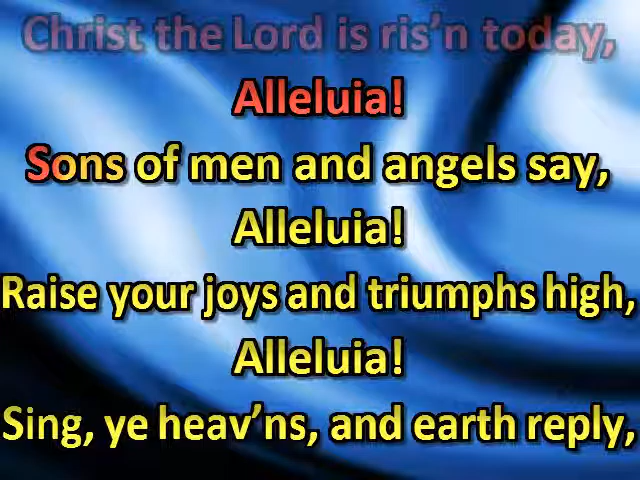 Christ the Lord is ris’n today,
Alleluia!
Sons of men and angels say,
Alleluia!
Raise your joys and triumphs high,
Alleluia!
Sing, ye heav’ns, and earth reply,